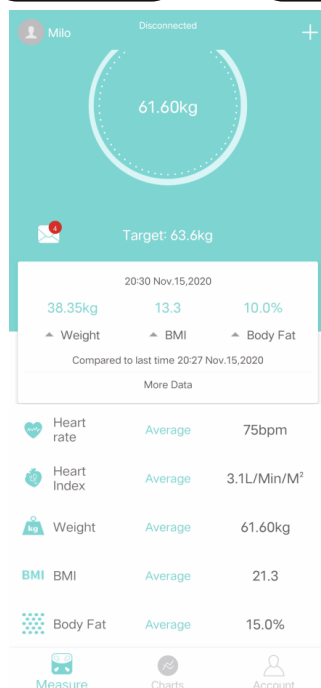 Milo
Disconnected
61.60kg
4
Target: 63.6kg
20:30 Nov.15,2020
38.35kg 13.3 10.0%
Weight BMI Body Fat
Compared to last time 20:27 Nov.15,2020
More Data
Heart rate Average 75bpm
Heart Index Average 3.1L/Min/M²
kg Weight Average 61.60kg
BMI BMI Average 21.3
Body Fat Average 15.0%
Measure Charts Account